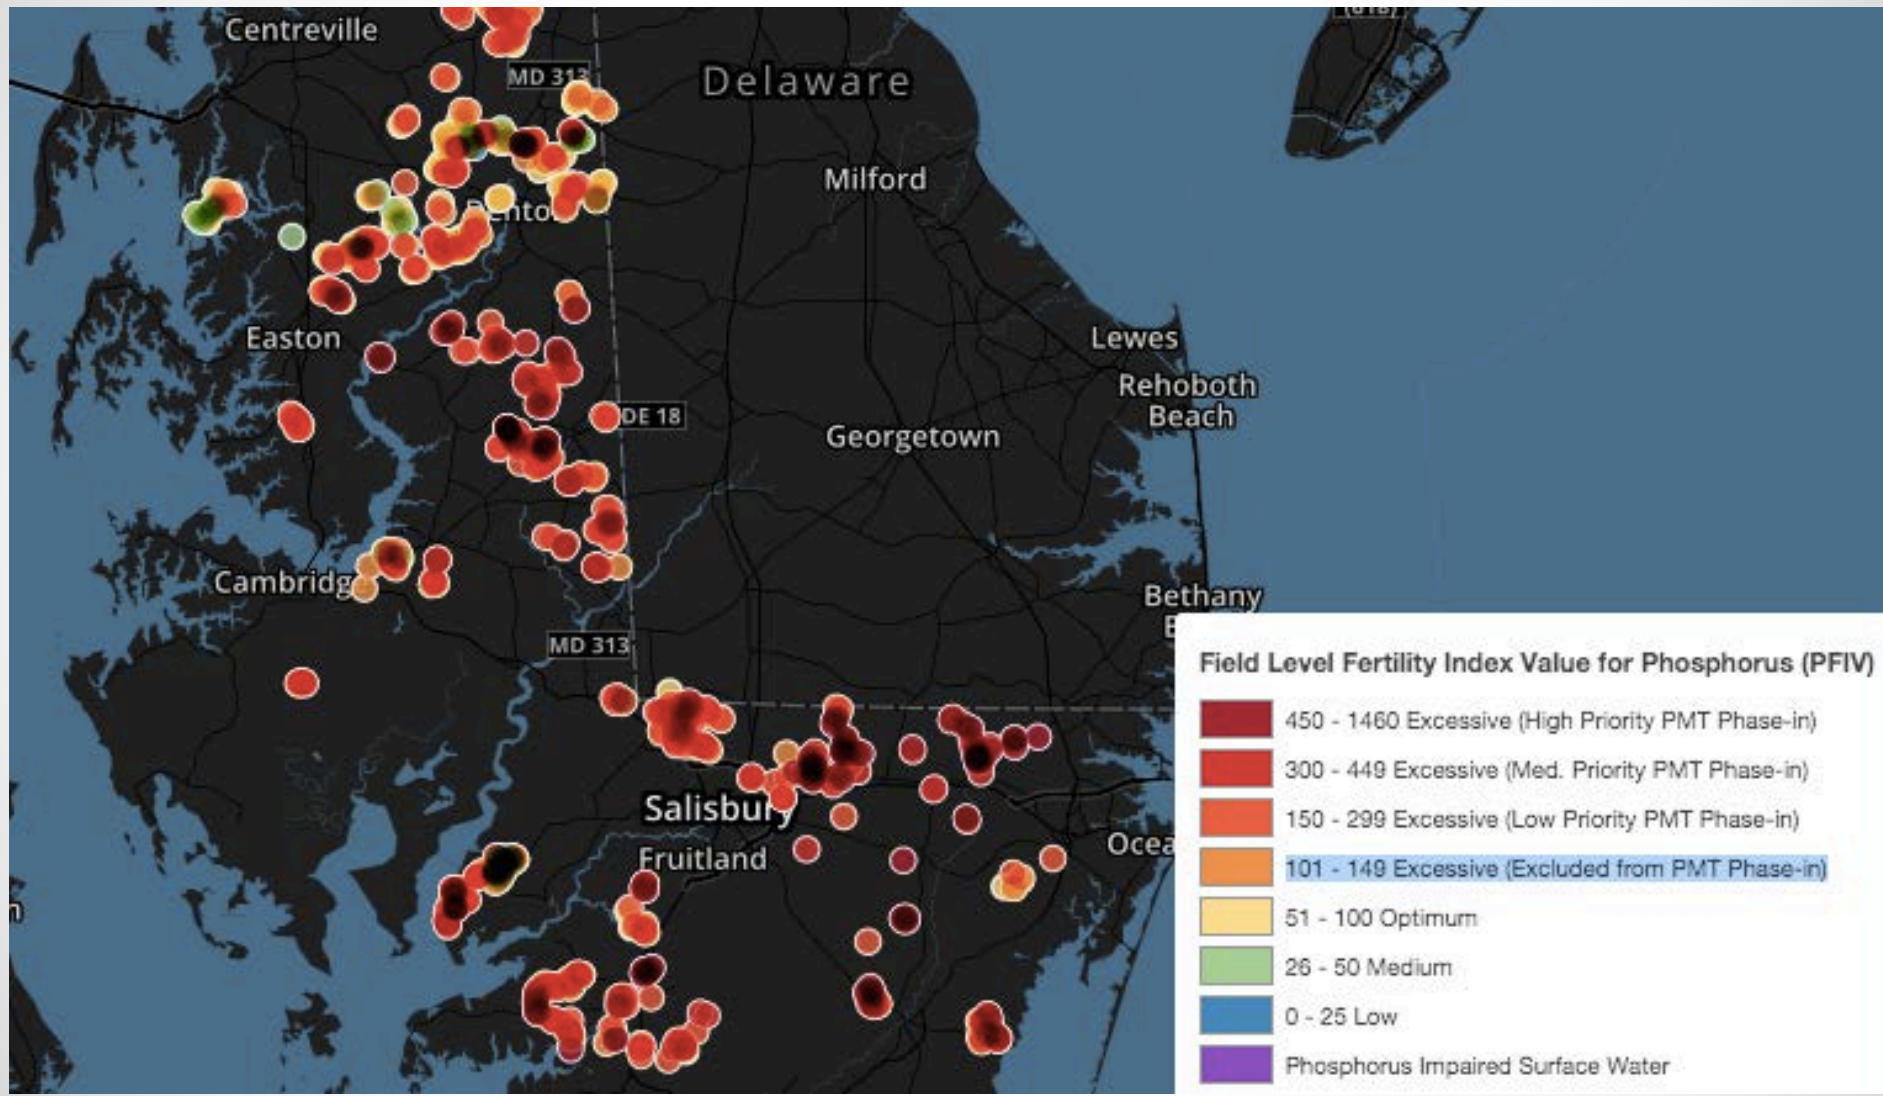 Centreville
MD 313
Delaware
Milford
Easton
Lewes
Rehoboth
Beach
DE 18
Georgetown
Cambridg
Bethany
MD 313
Salisbury
Fruitland
Ocea
Field Level Fertility Index Value for Phosphorus (PFIV)
450 - 1460 Excessive (High Priority PMT Phase-in)
300 - 449 Excessive (Med. Priority PMT Phase-in)
150 - 299 Excessive (Low Priority PMT Phase-in)
101 - 149 Excessive (Excluded from PMT Phase-in)
51 - 100 Optimum
26 - 50 Medium
0 - 25 Low
Phosphorus Impaired Surface Water